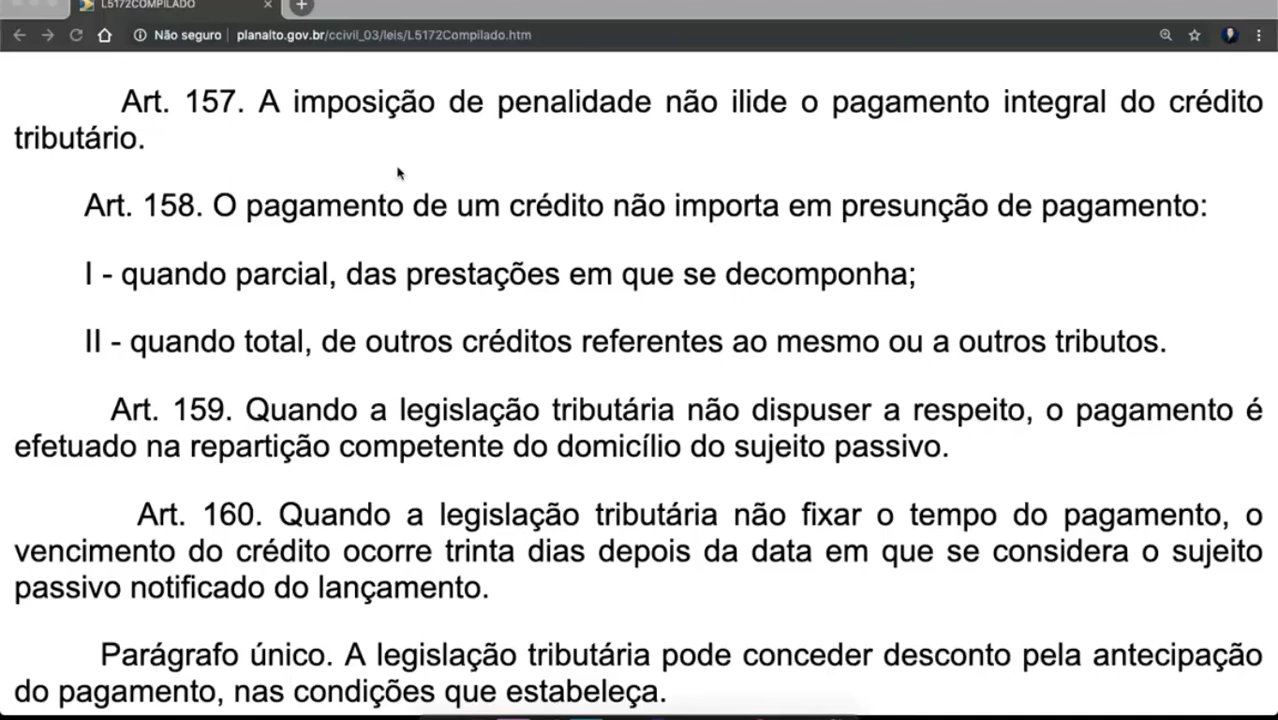 L5172COMPILADO
Não seguro | planalto.gov.br/ccivil_03/leis/L5172Compilado.htm
Art. 157. A imposição de penalidade não ilide o pagamento integral do crédito
tributário.
Art. 158. O pagamento de um crédito não importa em presunção de pagamento:
I - quando parcial, das prestações em que se decomponha;
II - quando total, de outros créditos referentes ao mesmo ou a outros tributos.
Art. 159. Quando a legislação tributária não dispuser a respeito, o pagamento é
efetuado na repartição competente do domicílio do sujeito passivo.
Art. 160. Quando a legislação tributária não fixar o tempo do pagamento, o
vencimento do crédito ocorre trinta dias depois da data em que se considera o sujeito
passivo notificado do lançamento.
Parágrafo único. A legislação tributária pode conceder desconto pela antecipação
do pagamento, nas condições que estabeleça.